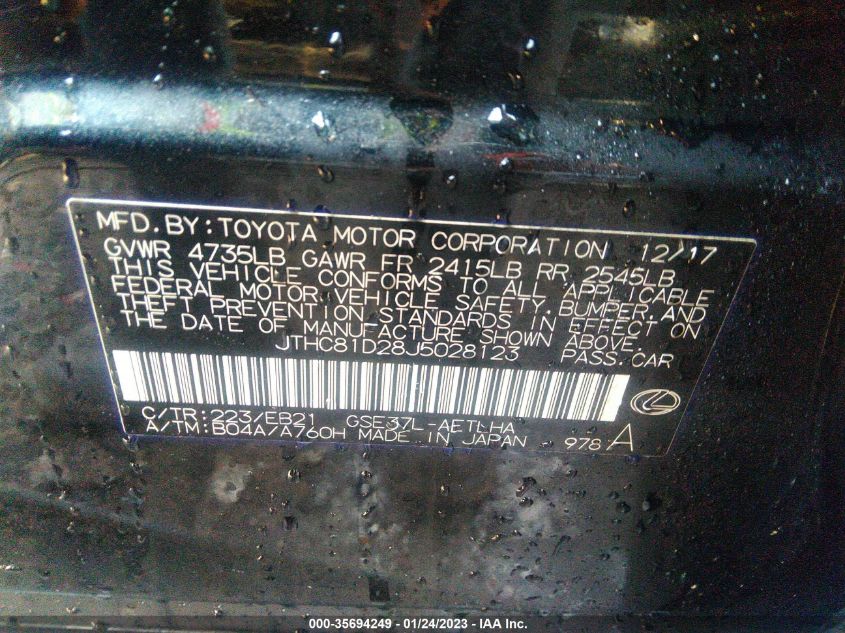 MFD. BY: TOYOTA MOTOR CORPORATION 12/17
GVWR 4735LB GAWR FR 2415LB RR 2545LB
THIS VEHICLE CONFORMS TO ALL APPLICABLE
FEDERAL MOTOR VEHICLE SAFETY, BUMPER, AND
THEFT PREVENTION STANDARDS IN EFFECT ON
THE DATE OF MANUFACTURE SHOWN ABOVE.
JTHC81D28J5028123 PASS. CAR
C/TR: 223/EB21 GSE37L-AETLHA
A/TM: B04A/A760H MADE IN JAPAN 978 A
000-35694249 - 01/24/2023 - IAA Inc.